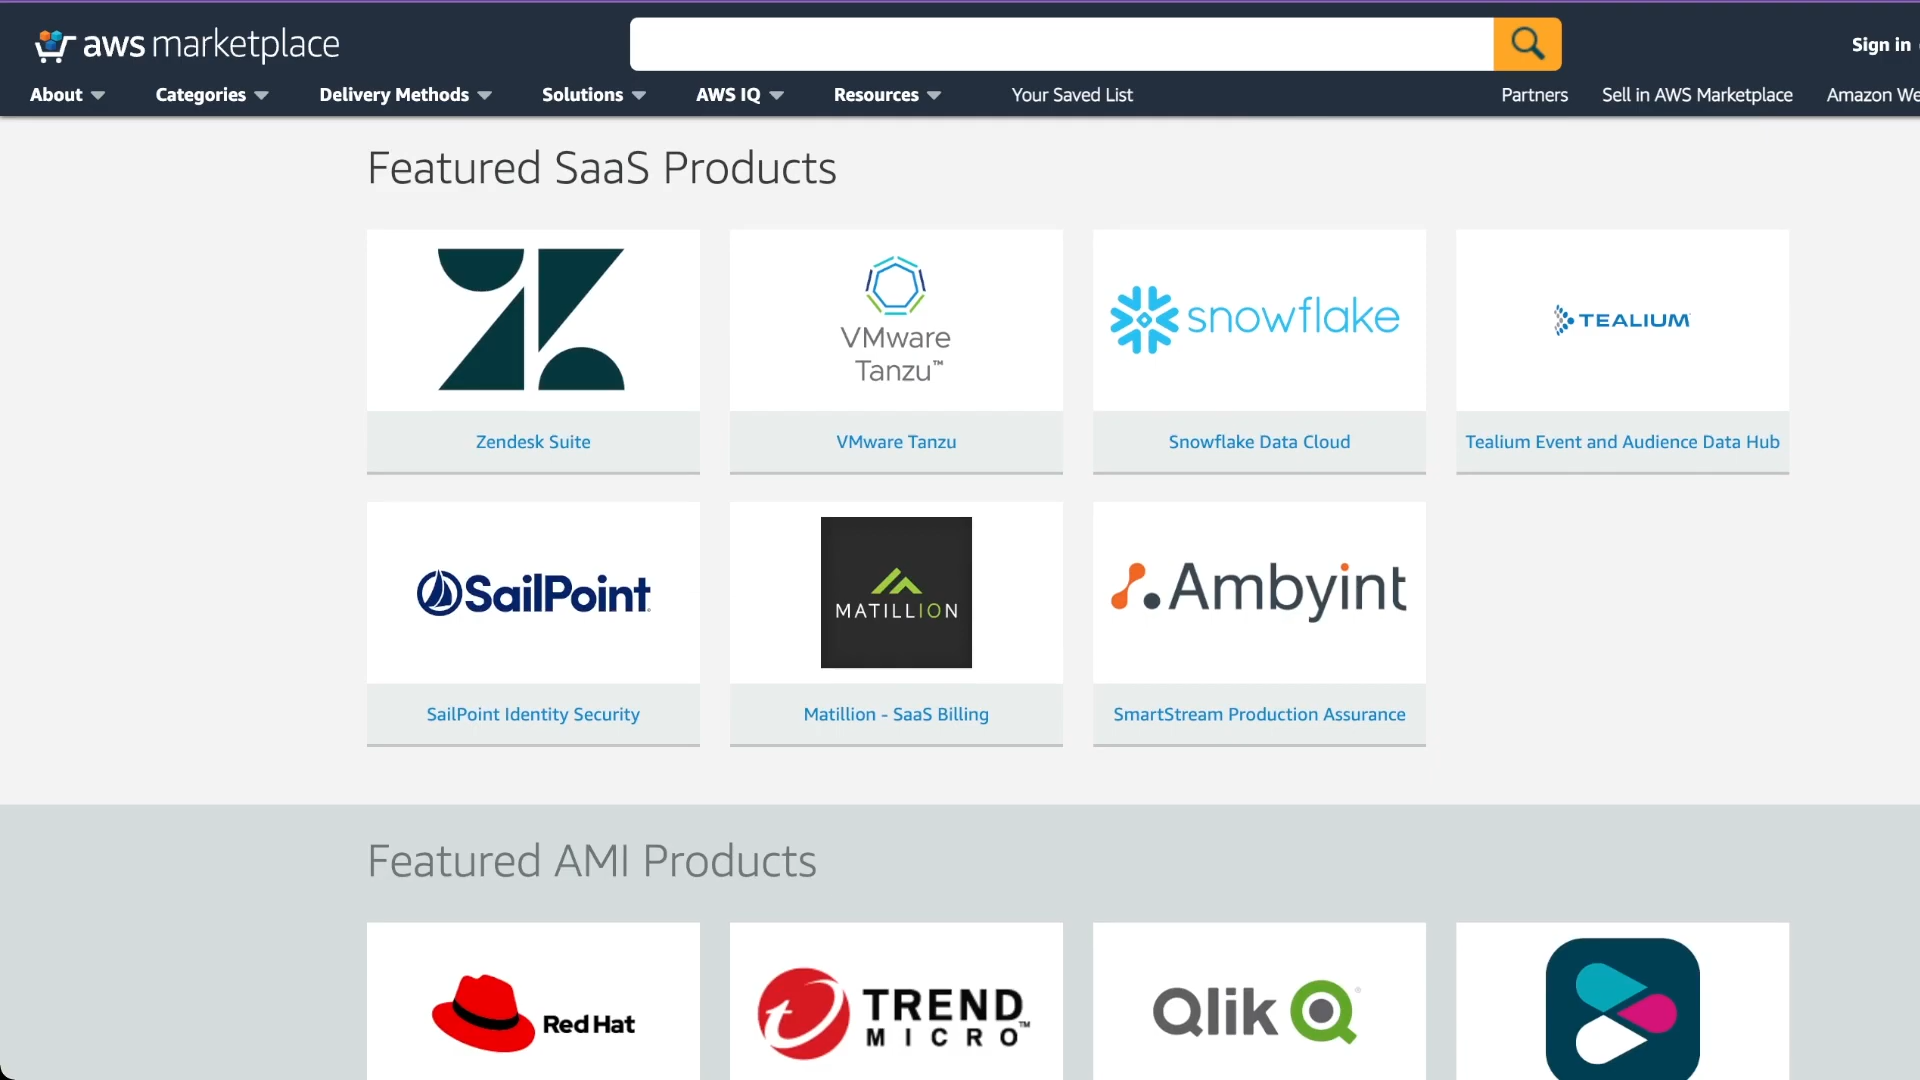 aws marketplace
Sign in
About
Categories
Delivery Methods
Solutions
AWS IQ
Resources
Your Saved List
Partners
Sell in AWS Marketplace
Amazon We
Featured SaaS Products
VMware
Tanzu™
snowflake
TEALIUM
Zendesk Suite
VMware Tanzu
Snowflake Data Cloud
Tealium Event and Audience Data Hub
SailPoint
MATILLION
Ambyint
SailPoint Identity Security
Matillion - SaaS Billing
SmartStream Production Assurance
Featured AMI Products
Red Hat
TREND
MICRO™
Qlik